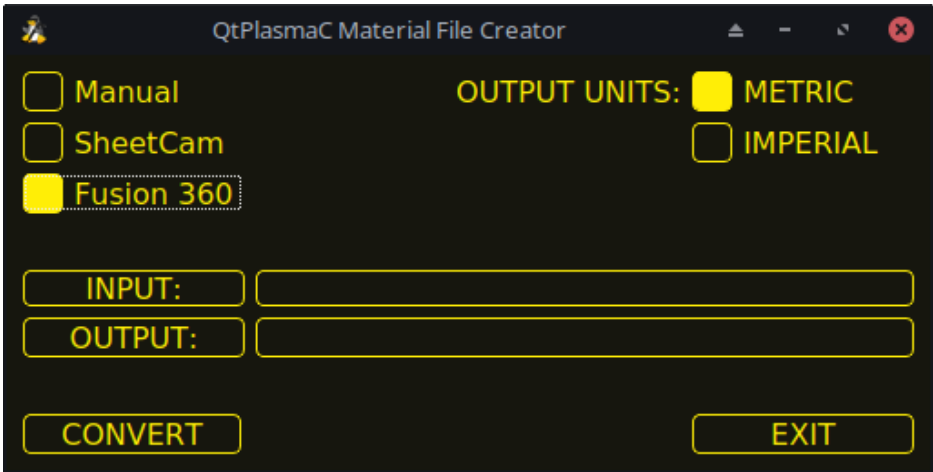 QtPlasmaC Material File Creator
Manual OUTPUT UNITS: METRIC
SheetCam IMPERIAL
Fusion 360
INPUT:
OUTPUT:
CONVERT EXIT